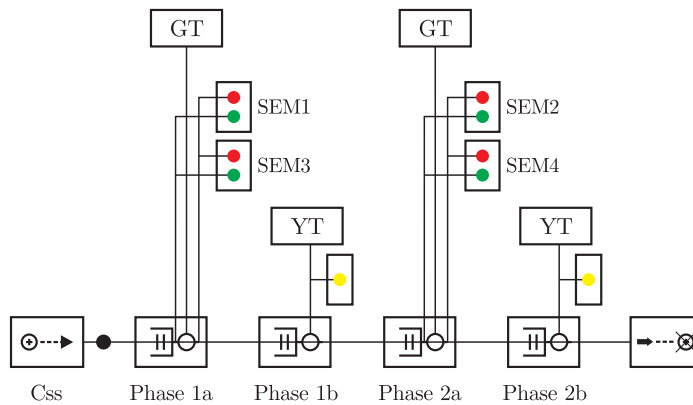 GT
GT
SEM1
SEM2
SEM3
SEM4
YT
YT
Css
Phase 1a
Phase 1b
Phase 2a
Phase 2b